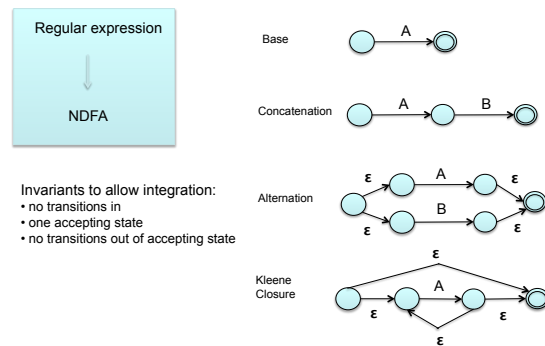 Regular expression
NDFA
Invariants to allow integration:
• no transitions in
• one accepting state
• no transitions out of accepting state
Base
A
Concatenation
A B
Alternation
ε A ε
ε B ε
Kleene
Closure
ε
ε A ε
ε